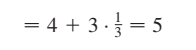 = 4 + 3 · 1/3 = 5